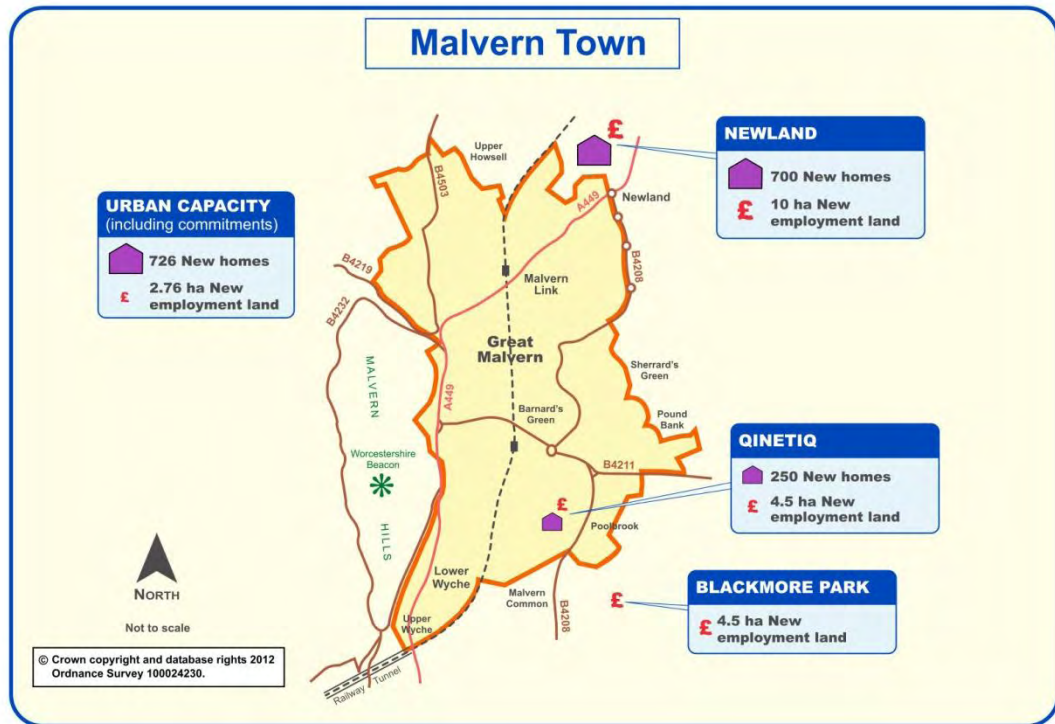 Malvern Town
NEWLAND
700 New homes
£ 10 ha New
employment land
URBAN CAPACITY
(including commitments)
726 New homes
£ 2.76 ha New
employment land
£
Upper
Howsell
B4503
A449
Newland
B4208
B4219
B4232
Malvern
Link
Great
Malvern
Sherrard's
Green
MALVERN
HILLS
A449
Barnard's
Green
Pound
Bank
Worcestershire
Beacon
B4211
QINETIQ
250 New homes
£ 4.5 ha New
employment land
£
Poolbrook
Lower
Wyche
Malvern
Common
B4208
£
BLACKMORE PARK
£ 4.5 ha New
employment land
Upper
Wyche
Railway Tunnel
NORTH
Not to scale
© Crown copyright and database rights 2012
Ordnance Survey 100024230.